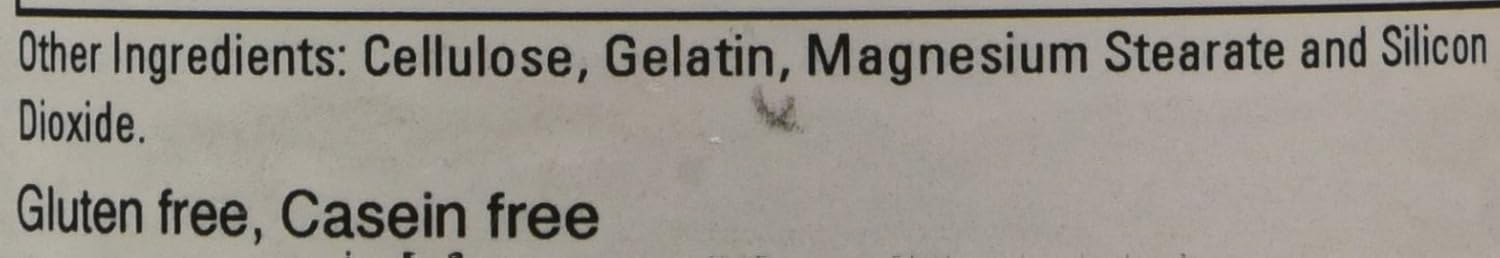 Other Ingredients: Cellulose, Gelatin, Magnesium Stearate and Silicon
Dioxide.
Gluten free, Casein free